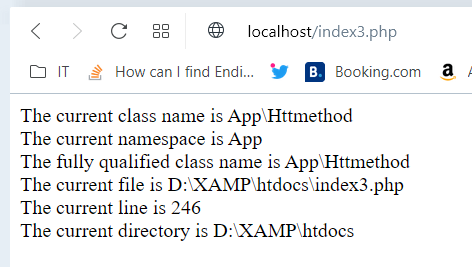 localhost/index3.php
IT How can I find Endi... B. Booking.com a
The current class name is App\Httmethod
The current namespace is App
The fully qualified class name is App\Httmethod
The current file is D:\XAMP\htdocs\index3.php
The current line is 246
The current directory is D:\XAMP\htdocs